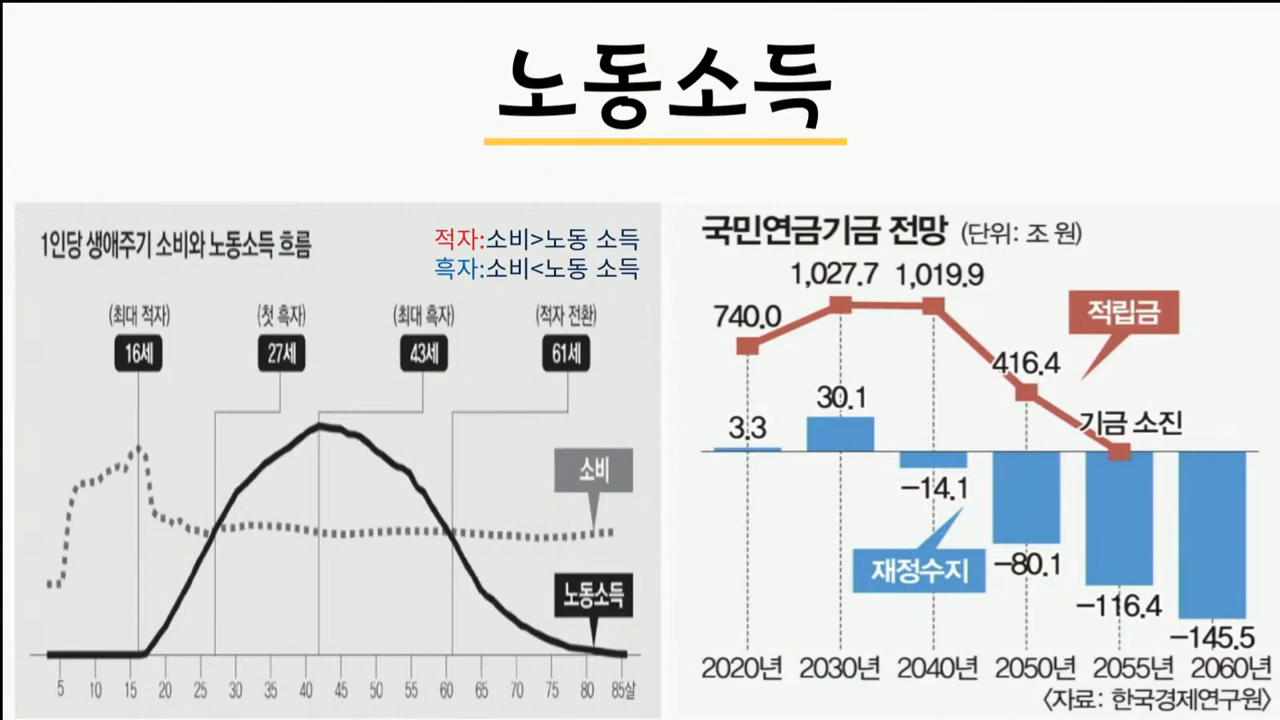 노동소득
1인당 생애주기 소비와 노동소득 흐름
적자:소비>노동 소득
흑자:소비<노동 소득
(최대 적자) (첫 흑자) (최대 흑자) (적자 전환)
16세 27세 43세 61세
소비
노동소득
5 10 15 20 25 30 35 40 45 50 55 60 65 70 75 80 85살
국민연금기금 전망 (단위: 조 원)
1,027.7 1,019.9
740.0
적립금
416.4
30.1
3.3
기금 소진
-14.1
재정수지
-80.1
-116.4
-145.5
2020년 2030년 2040년 2050년 2055년 2060년
〈자료: 한국경제연구원〉